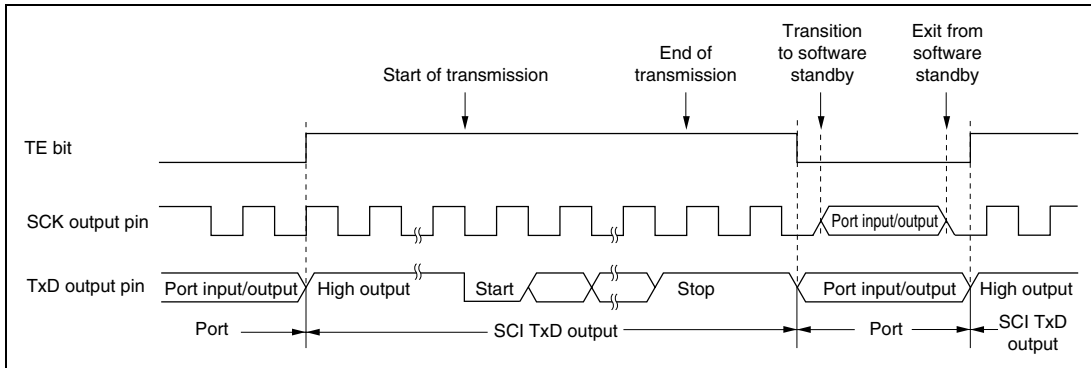 Transition
to software
standby
Exit from
software
standby
Start of transmission
End of
transmission
TE bit
SCK output pin
Port input/output
TxD output pin
Port input/output
High output
Start
Stop
Port input/output
High output
Port
SCI TxD output
Port
SCI TxD
output